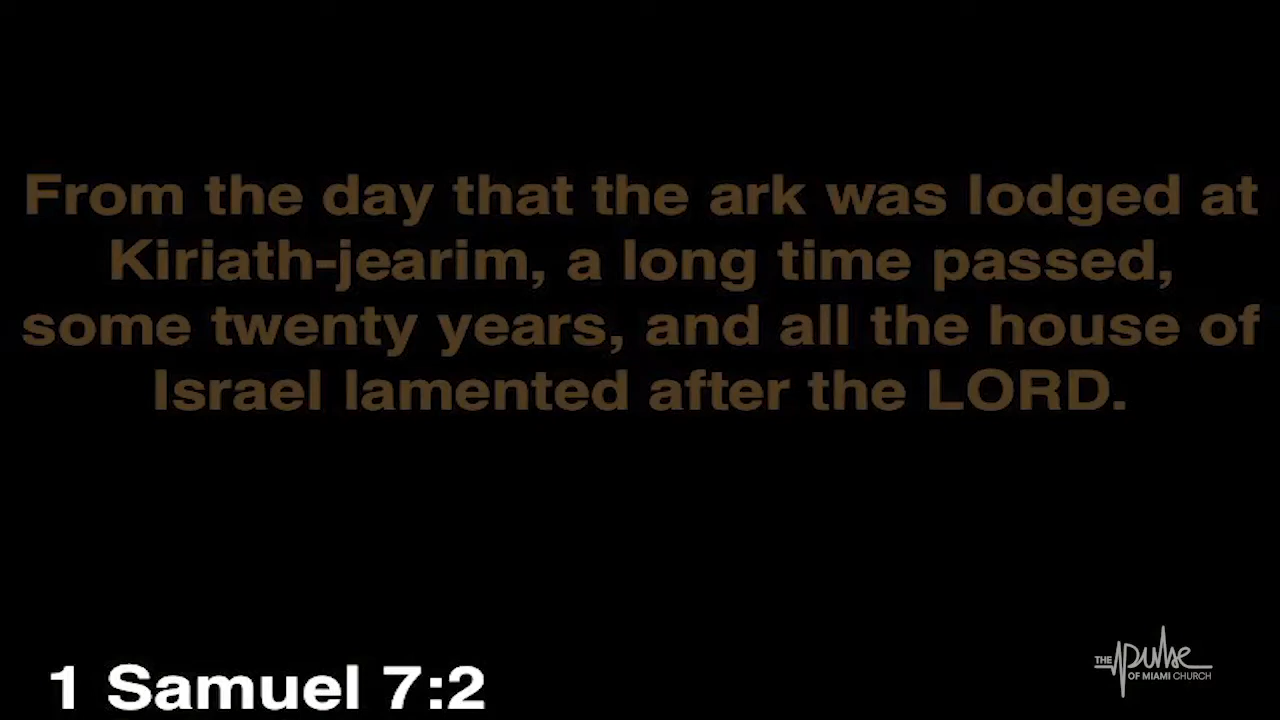 From the day that the ark was lodged at
Kiriath-jearim, a long time passed,
some twenty years, and all the house of
Israel lamented after the LORD.
1 Samuel 7:2
THE pulse
OF MIAMI CHURCH